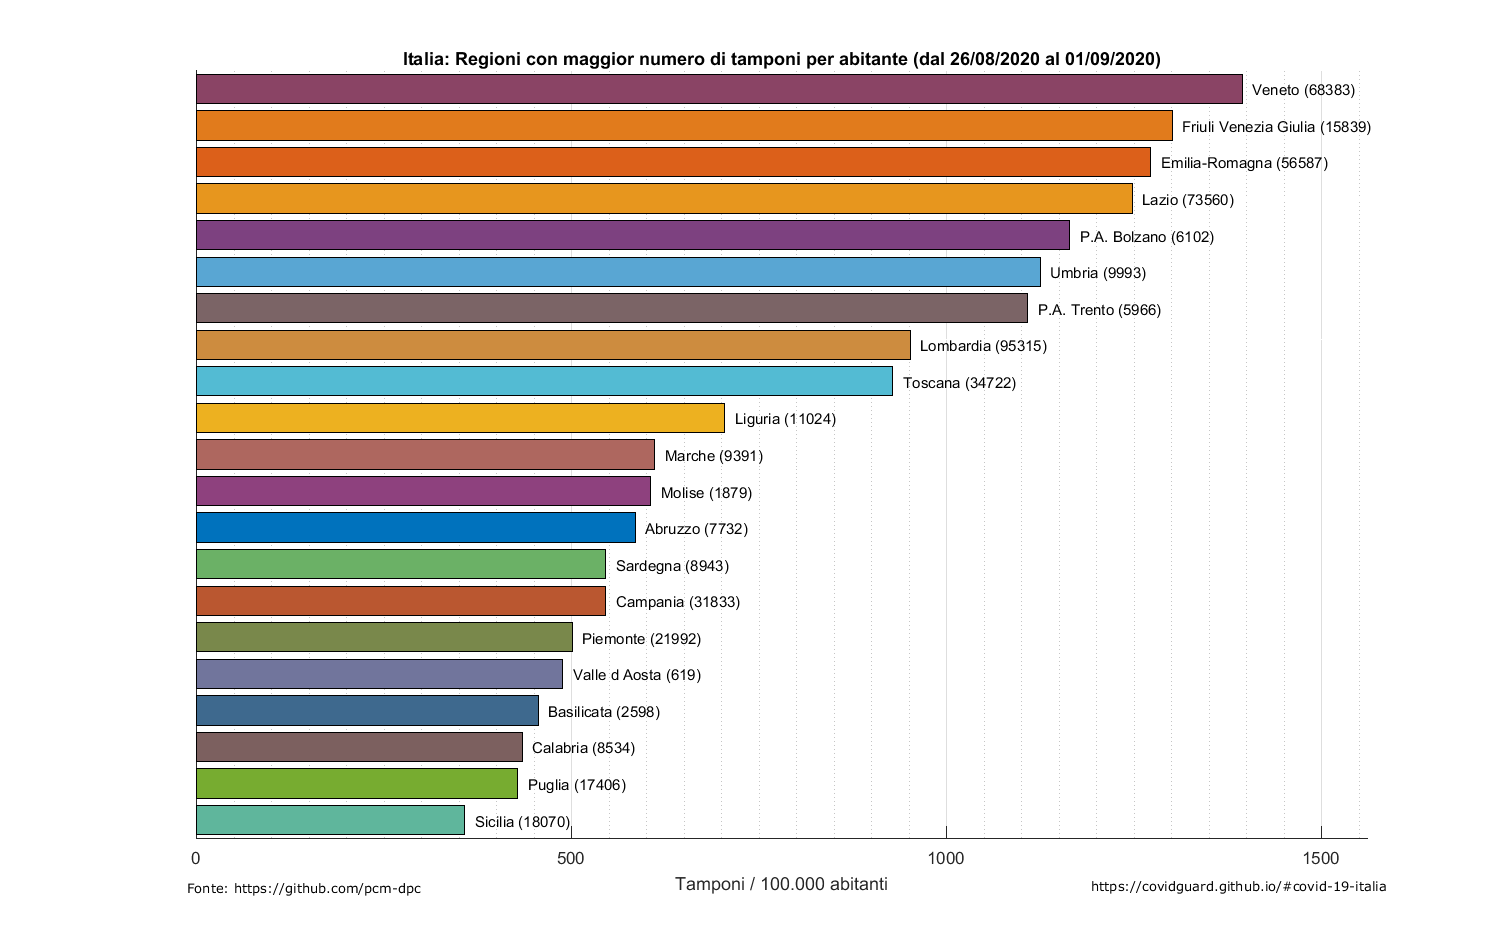 Italia: Regioni con maggior numero di tamponi per abitante (dal 26/08/2020 al 01/09/2020)
Veneto (68383)
Friuli Venezia Giulia (15839)
Emilia-Romagna (56587)
Lazio (73560)
P.A. Bolzano (6102)
Umbria (9993)
P.A. Trento (5966)
Lombardia (95315)
Toscana (34722)
Liguria (11024)
Marche (9391)
Molise (1879)
Abruzzo (7732)
Sardegna (8943)
Campania (31833)
Piemonte (21992)
Valle d Aosta (619)
Basilicata (2598)
Calabria (8534)
Puglia (17406)
Sicilia (18070)
0 500 1000 1500
Tamponi / 100.000 abitanti
Fonte: https://github.com/pcm-dpc
https://covidguard.github.io/#covid-19-italia